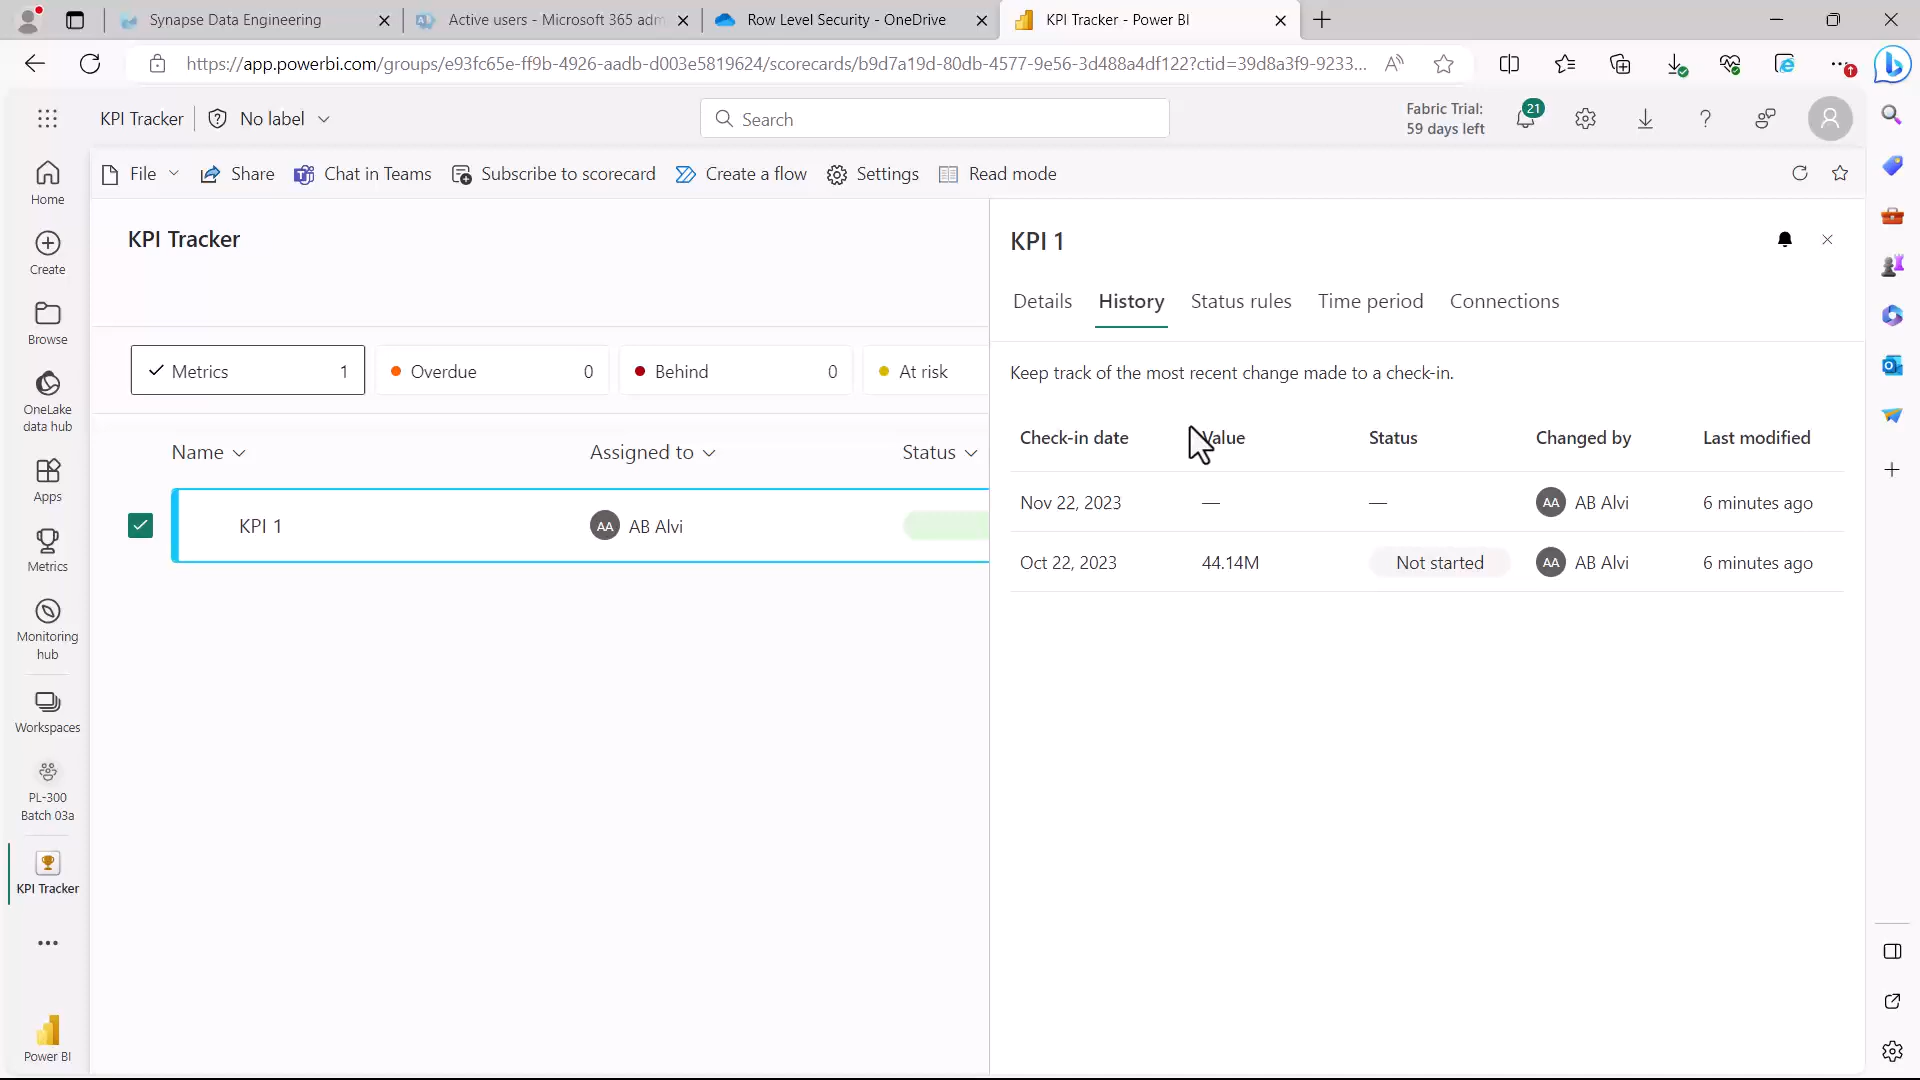 Synapse Data Engineering
Active users - Microsoft 365 adm
Row Level Security - OneDrive
KPI Tracker - Power BI
https://app.powerbi.com/groups/e93fc65e-ff9b-4926-aadb-d003e5819624/scorecards/b9d7a19d-80db-4577-9e56-3d488a4df122?ctid=39d8a3f9-9233...
KPI Tracker
No label
Search
Fabric Trial:
59 days left
21
File
Share
Chat in Teams
Subscribe to scorecard
Create a flow
Settings
Read mode
Home
Create
Browse
OneLake
data hub
Apps
Metrics
Monitoring
hub
Workspaces
PL-300
Batch 03a
KPI Tracker
Power BI
KPI Tracker
Metrics 1
Overdue 0
Behind 0
At risk
Name
Assigned to
Status
KPI 1
AA AB Alvi
KPI 1
Details
History
Status rules
Time period
Connections
Keep track of the most recent change made to a check-in.
Check-in date Value Status Changed by Last modified
Nov 22, 2023 — — AA AB Alvi 6 minutes ago
Oct 22, 2023 44.14M Not started AA AB Alvi 6 minutes ago